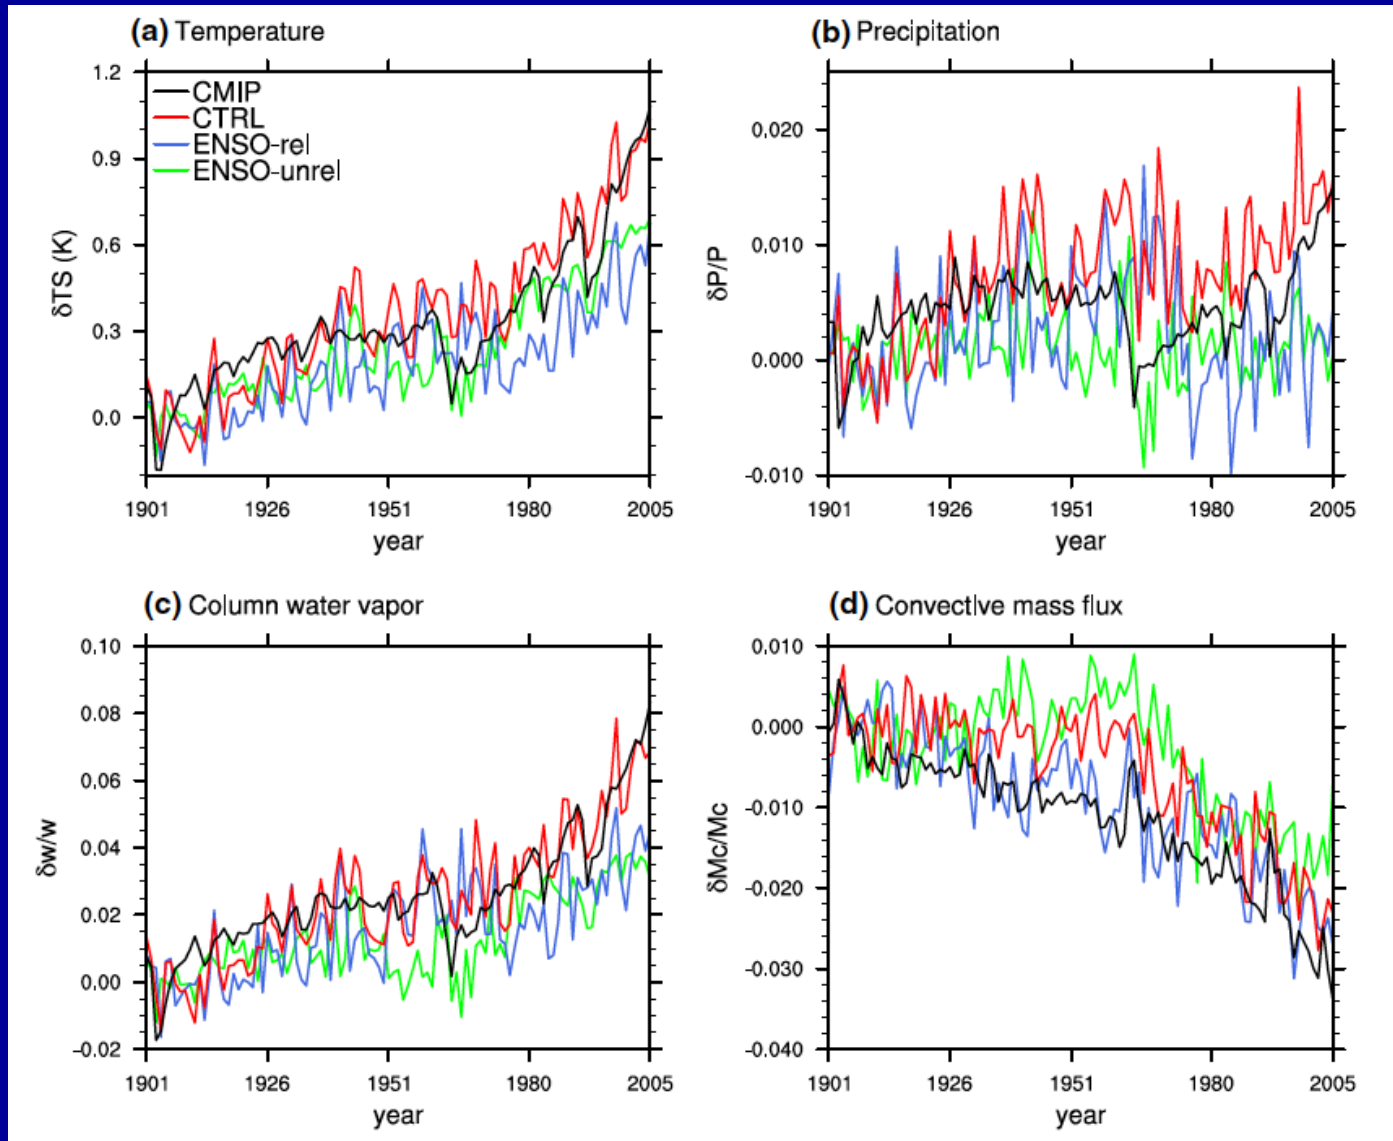 (a) Temperature
1.2
0.9
0.6
0.3
0.0
δTS (K)
CMIP
CTRL
ENSO-rel
ENSO-unrel
1901 1926 1951 1980 2005
year
(b) Precipitation
0.020
0.010
0.000
-0.010
δP/P
1901 1926 1951 1980 2005
year
(c) Column water vapor
0.10
0.08
0.06
0.04
0.02
0.00
-0.02
δw/w
1901 1926 1951 1980 2005
year
(d) Convective mass flux
0.010
0.000
-0.010
-0.020
-0.030
-0.040
δMc/Mc
1901 1926 1951 1980 2005
year